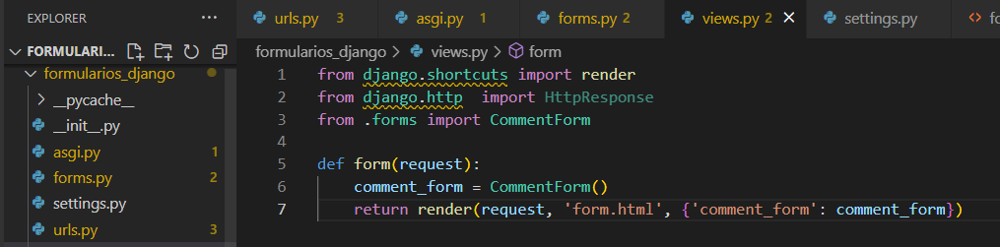 EXPLORER ...
urls.py 3 asgi.py 1 forms.py 2 views.py 2 settings.py <> fo
FORMULARI...
formularios_django > views.py > form
formularios_django
__pycache__
__init__.py
asgi.py 1
forms.py 2
settings.py
urls.py 3
1 from django.shortcuts import render
2 from django.http  import HttpResponse
3 from .forms import CommentForm
4
5 def form(request):
6     comment_form = CommentForm()
7     return render(request, 'form.html', {'comment_form': comment_form})